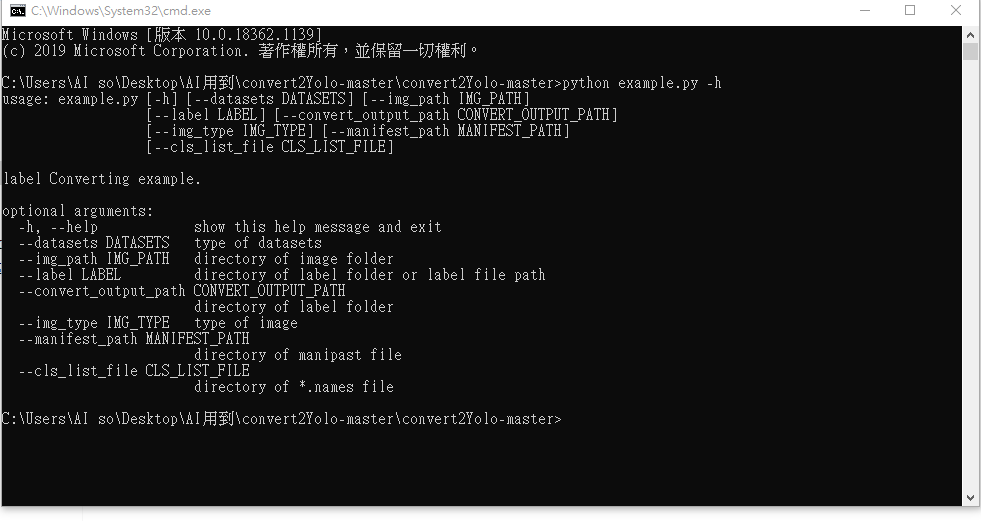 C:\Windows\System32\cmd.exe
Microsoft Windows [版本 10.0.18362.1139]
(c) 2019 Microsoft Corporation. 著作權所有，並保留一切權利。
C:\Users\AI so\Desktop\AI用到\convert2Yolo-master\convert2Yolo-master>python example.py -h
usage: example.py [-h] [--datasets DATASETS] [--img_path IMG_PATH]
[--label LABEL] [--convert_output_path CONVERT_OUTPUT_PATH]
[--img_type IMG_TYPE] [--manifest_path MANIFEST_PATH]
[--cls_list_file CLS_LIST_FILE]
label Converting example.
optional arguments:
-h, --help show this help message and exit
--datasets DATASETS type of datasets
--img_path IMG_PATH directory of image folder
--label LABEL directory of label folder or label file path
--convert_output_path CONVERT_OUTPUT_PATH
directory of label folder
--img_type IMG_TYPE type of image
--manifest_path MANIFEST_PATH
directory of manipast file
--cls_list_file CLS_LIST_FILE
directory of *.names file
C:\Users\AI so\Desktop\AI用到\convert2Yolo-master\convert2Yolo-master>